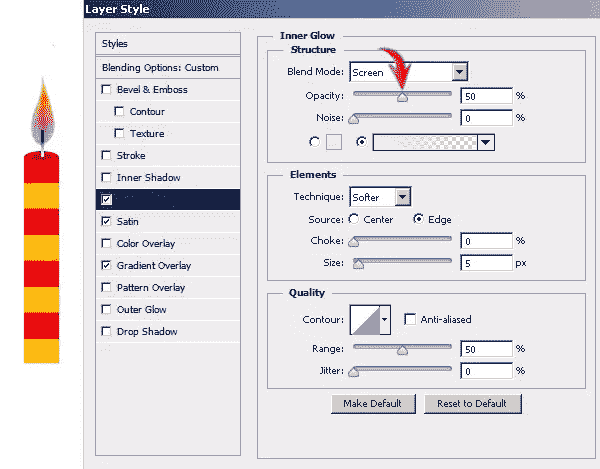 Layer Style
Styles
Blending Options: Custom
Bevel & Emboss
Contour
Texture
Stroke
Inner Shadow
Satin
Color Overlay
Gradient Overlay
Pattern Overlay
Outer Glow
Drop Shadow
Inner Glow
Structure
Blend Mode: Screen
Opacity: 50 %
Noise: 0 %
Elements
Technique: Softer
Source: Center Edge
Choke: 0 %
Size: 5 px
Quality
Contour: Anti-aliased
Range: 50 %
Jitter: 0 %
Make Default Reset to Default